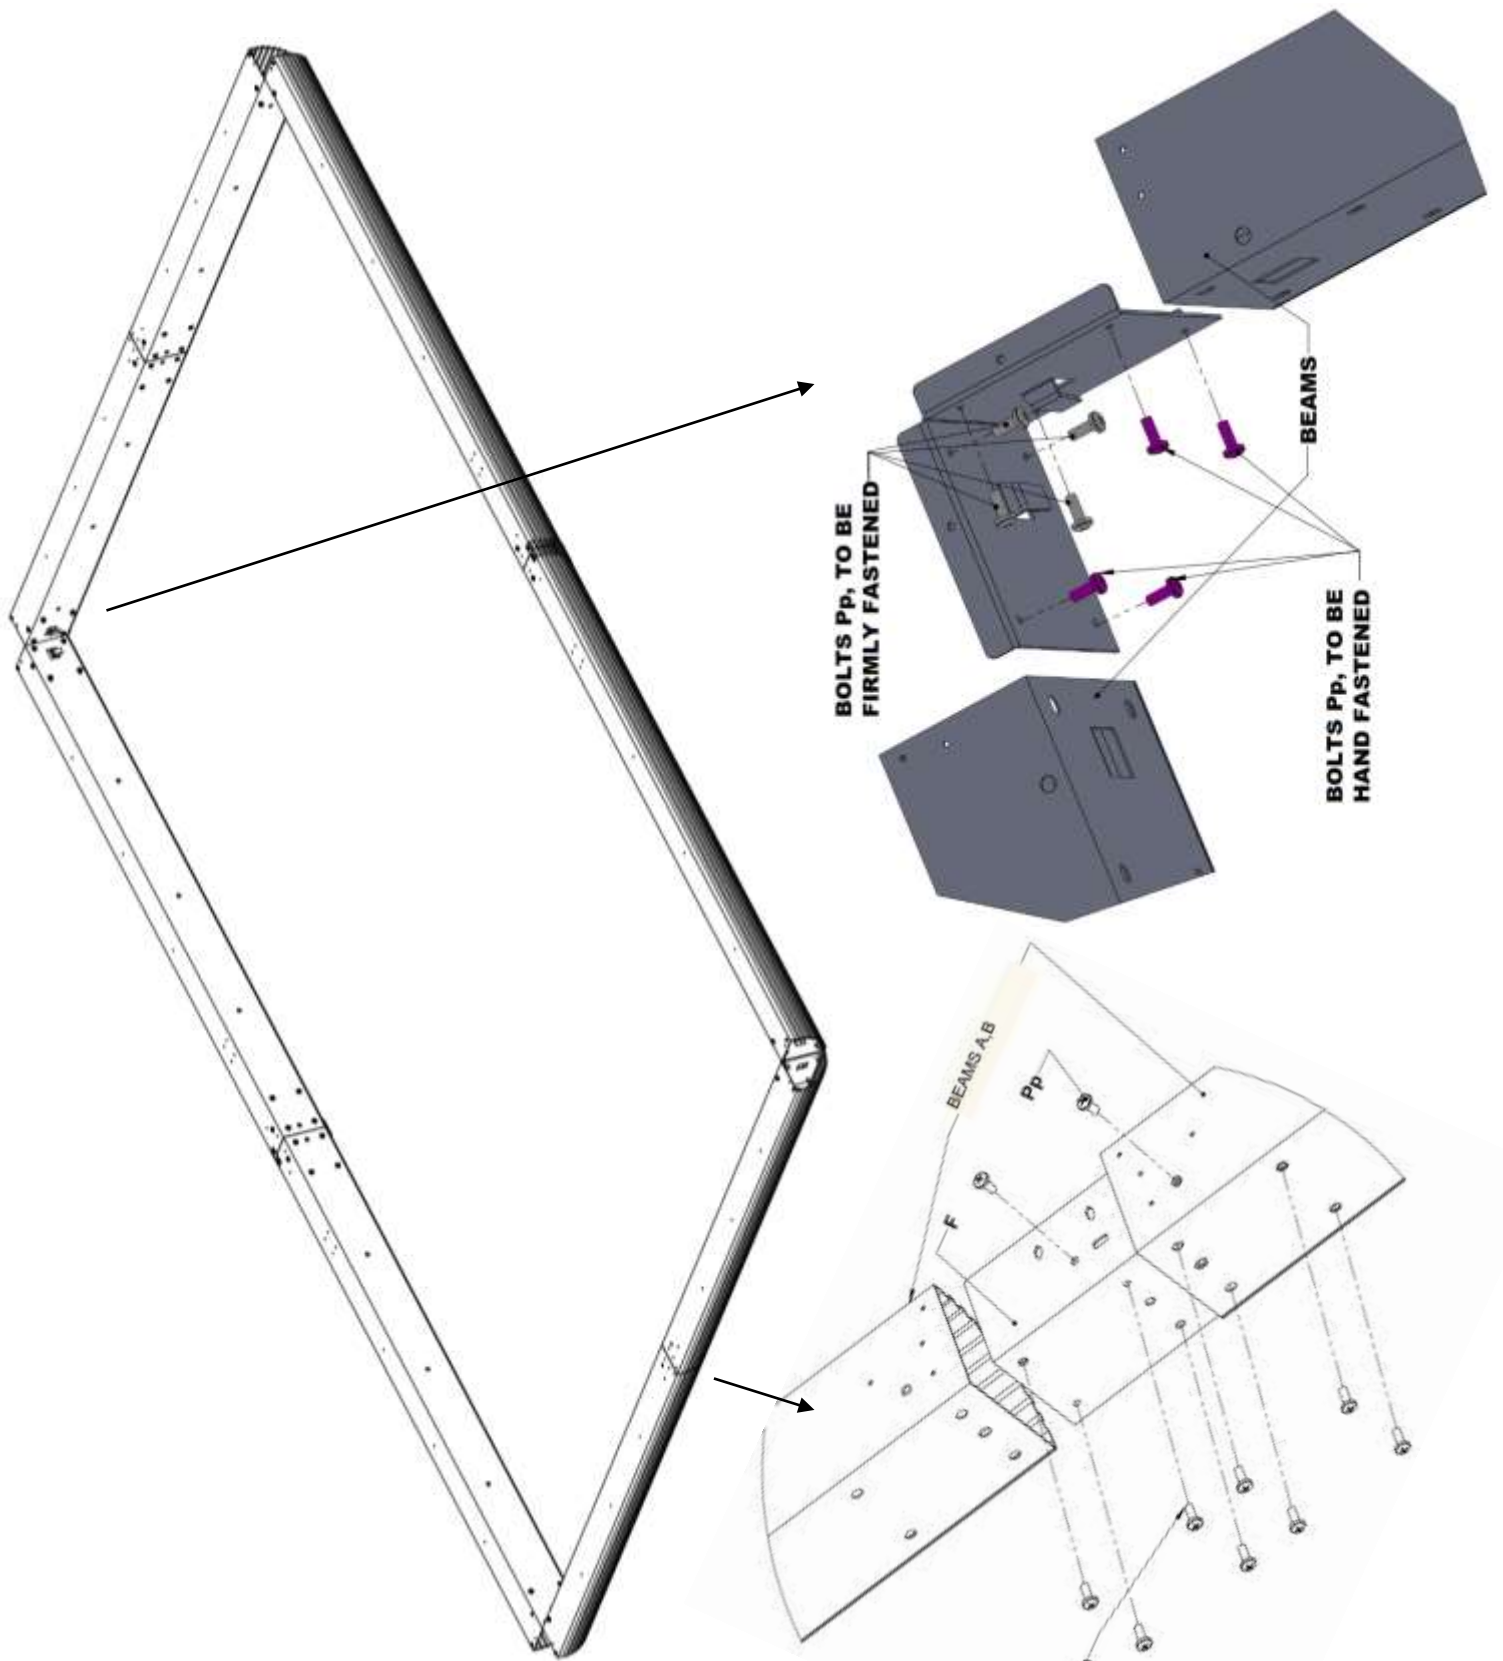 BOLTS Pp, TO BE
FIRMLY FASTENED
BEAMS
BOLTS Pp, TO BE
HAND FASTENED
BEAMS A,B
Pp
F